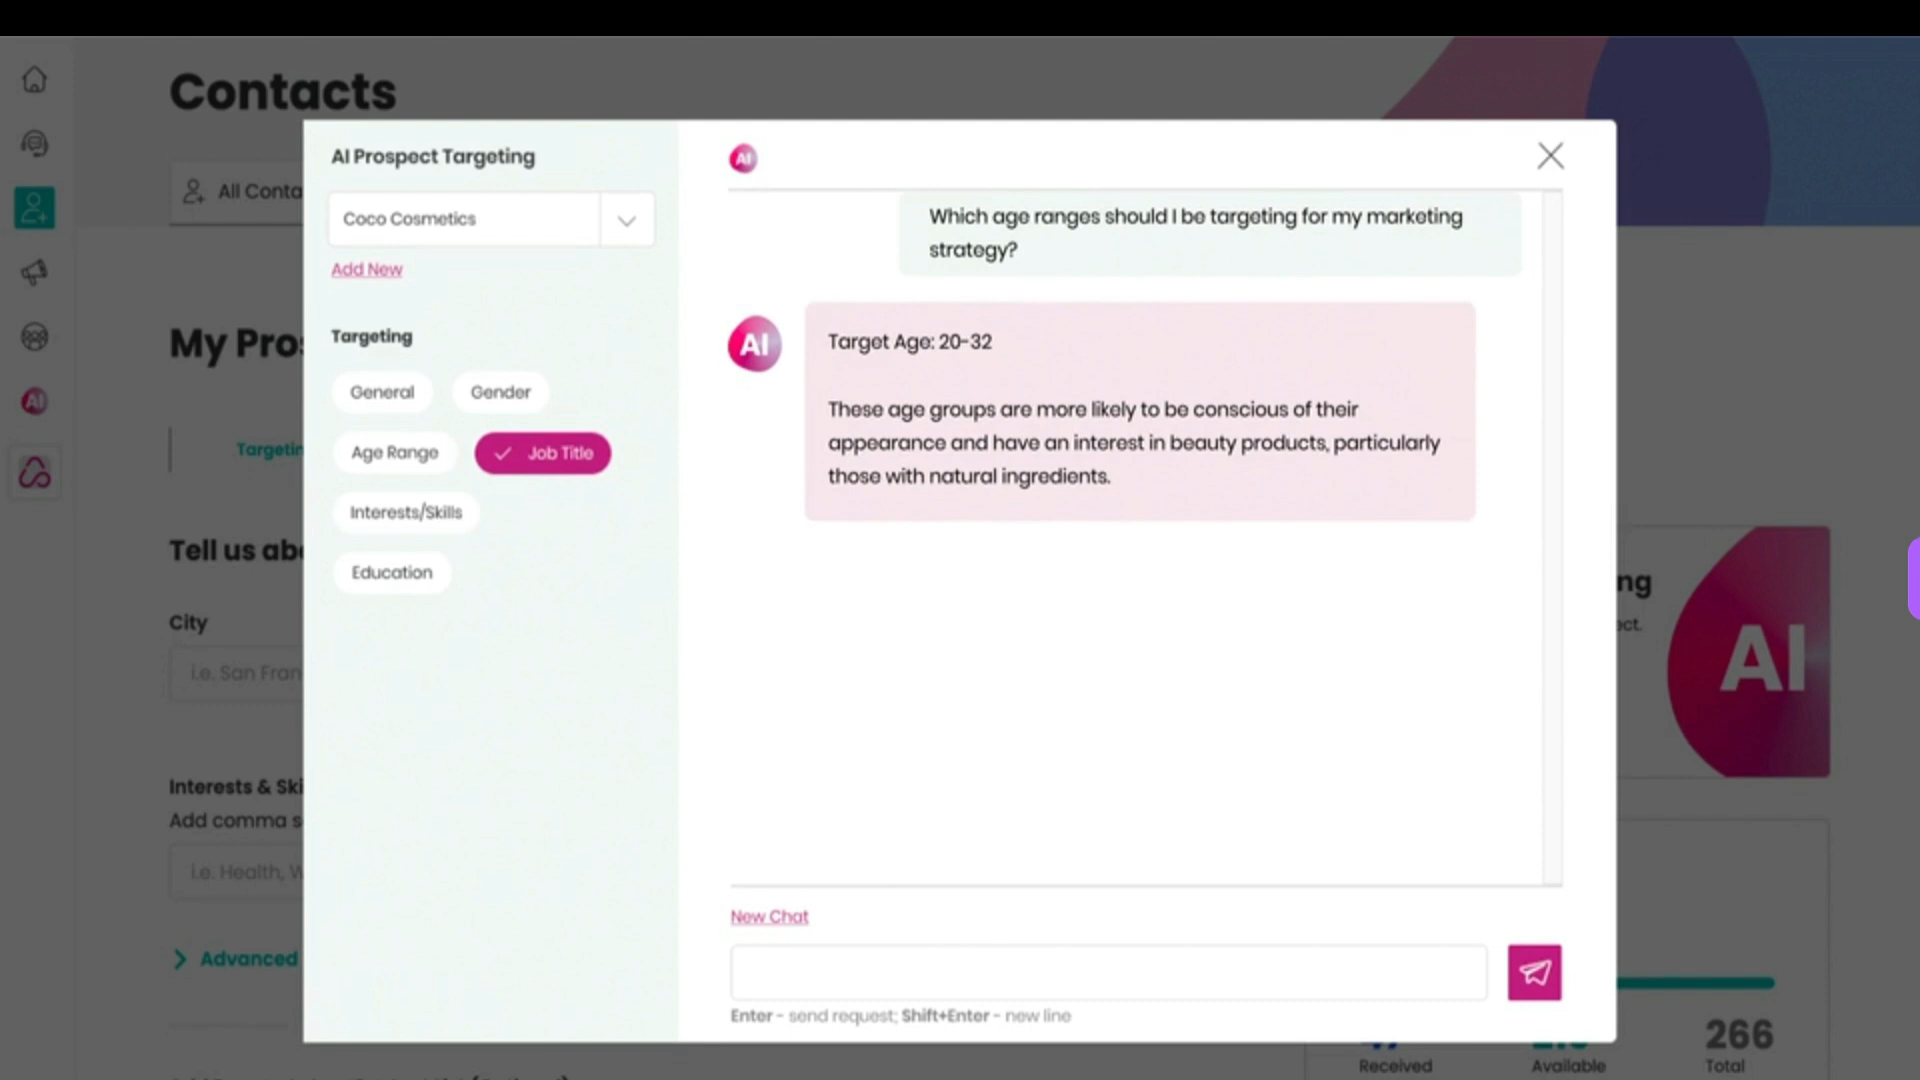 Contacts
All Conta
AI Prospect Targeting
Coco Cosmetics
Add New
Targeting
General
Gender
Age Range
Job Title
Interests/Skills
Education
AI
Which age ranges should I be targeting for my marketing
strategy?
AI
Target Age: 20-32
These age groups are more likely to be conscious of their
appearance and have an interest in beauty products, particularly
those with natural ingredients.
New Chat
Enter - send request; Shift+Enter - new line
AI
My Pros
Targetin
Tell us abo
City
i.e. San Fran
Interests & Ski
Add comma s
i.e. Health, W
Advanced
ng
ect.
AI
266
Received
Available
Total